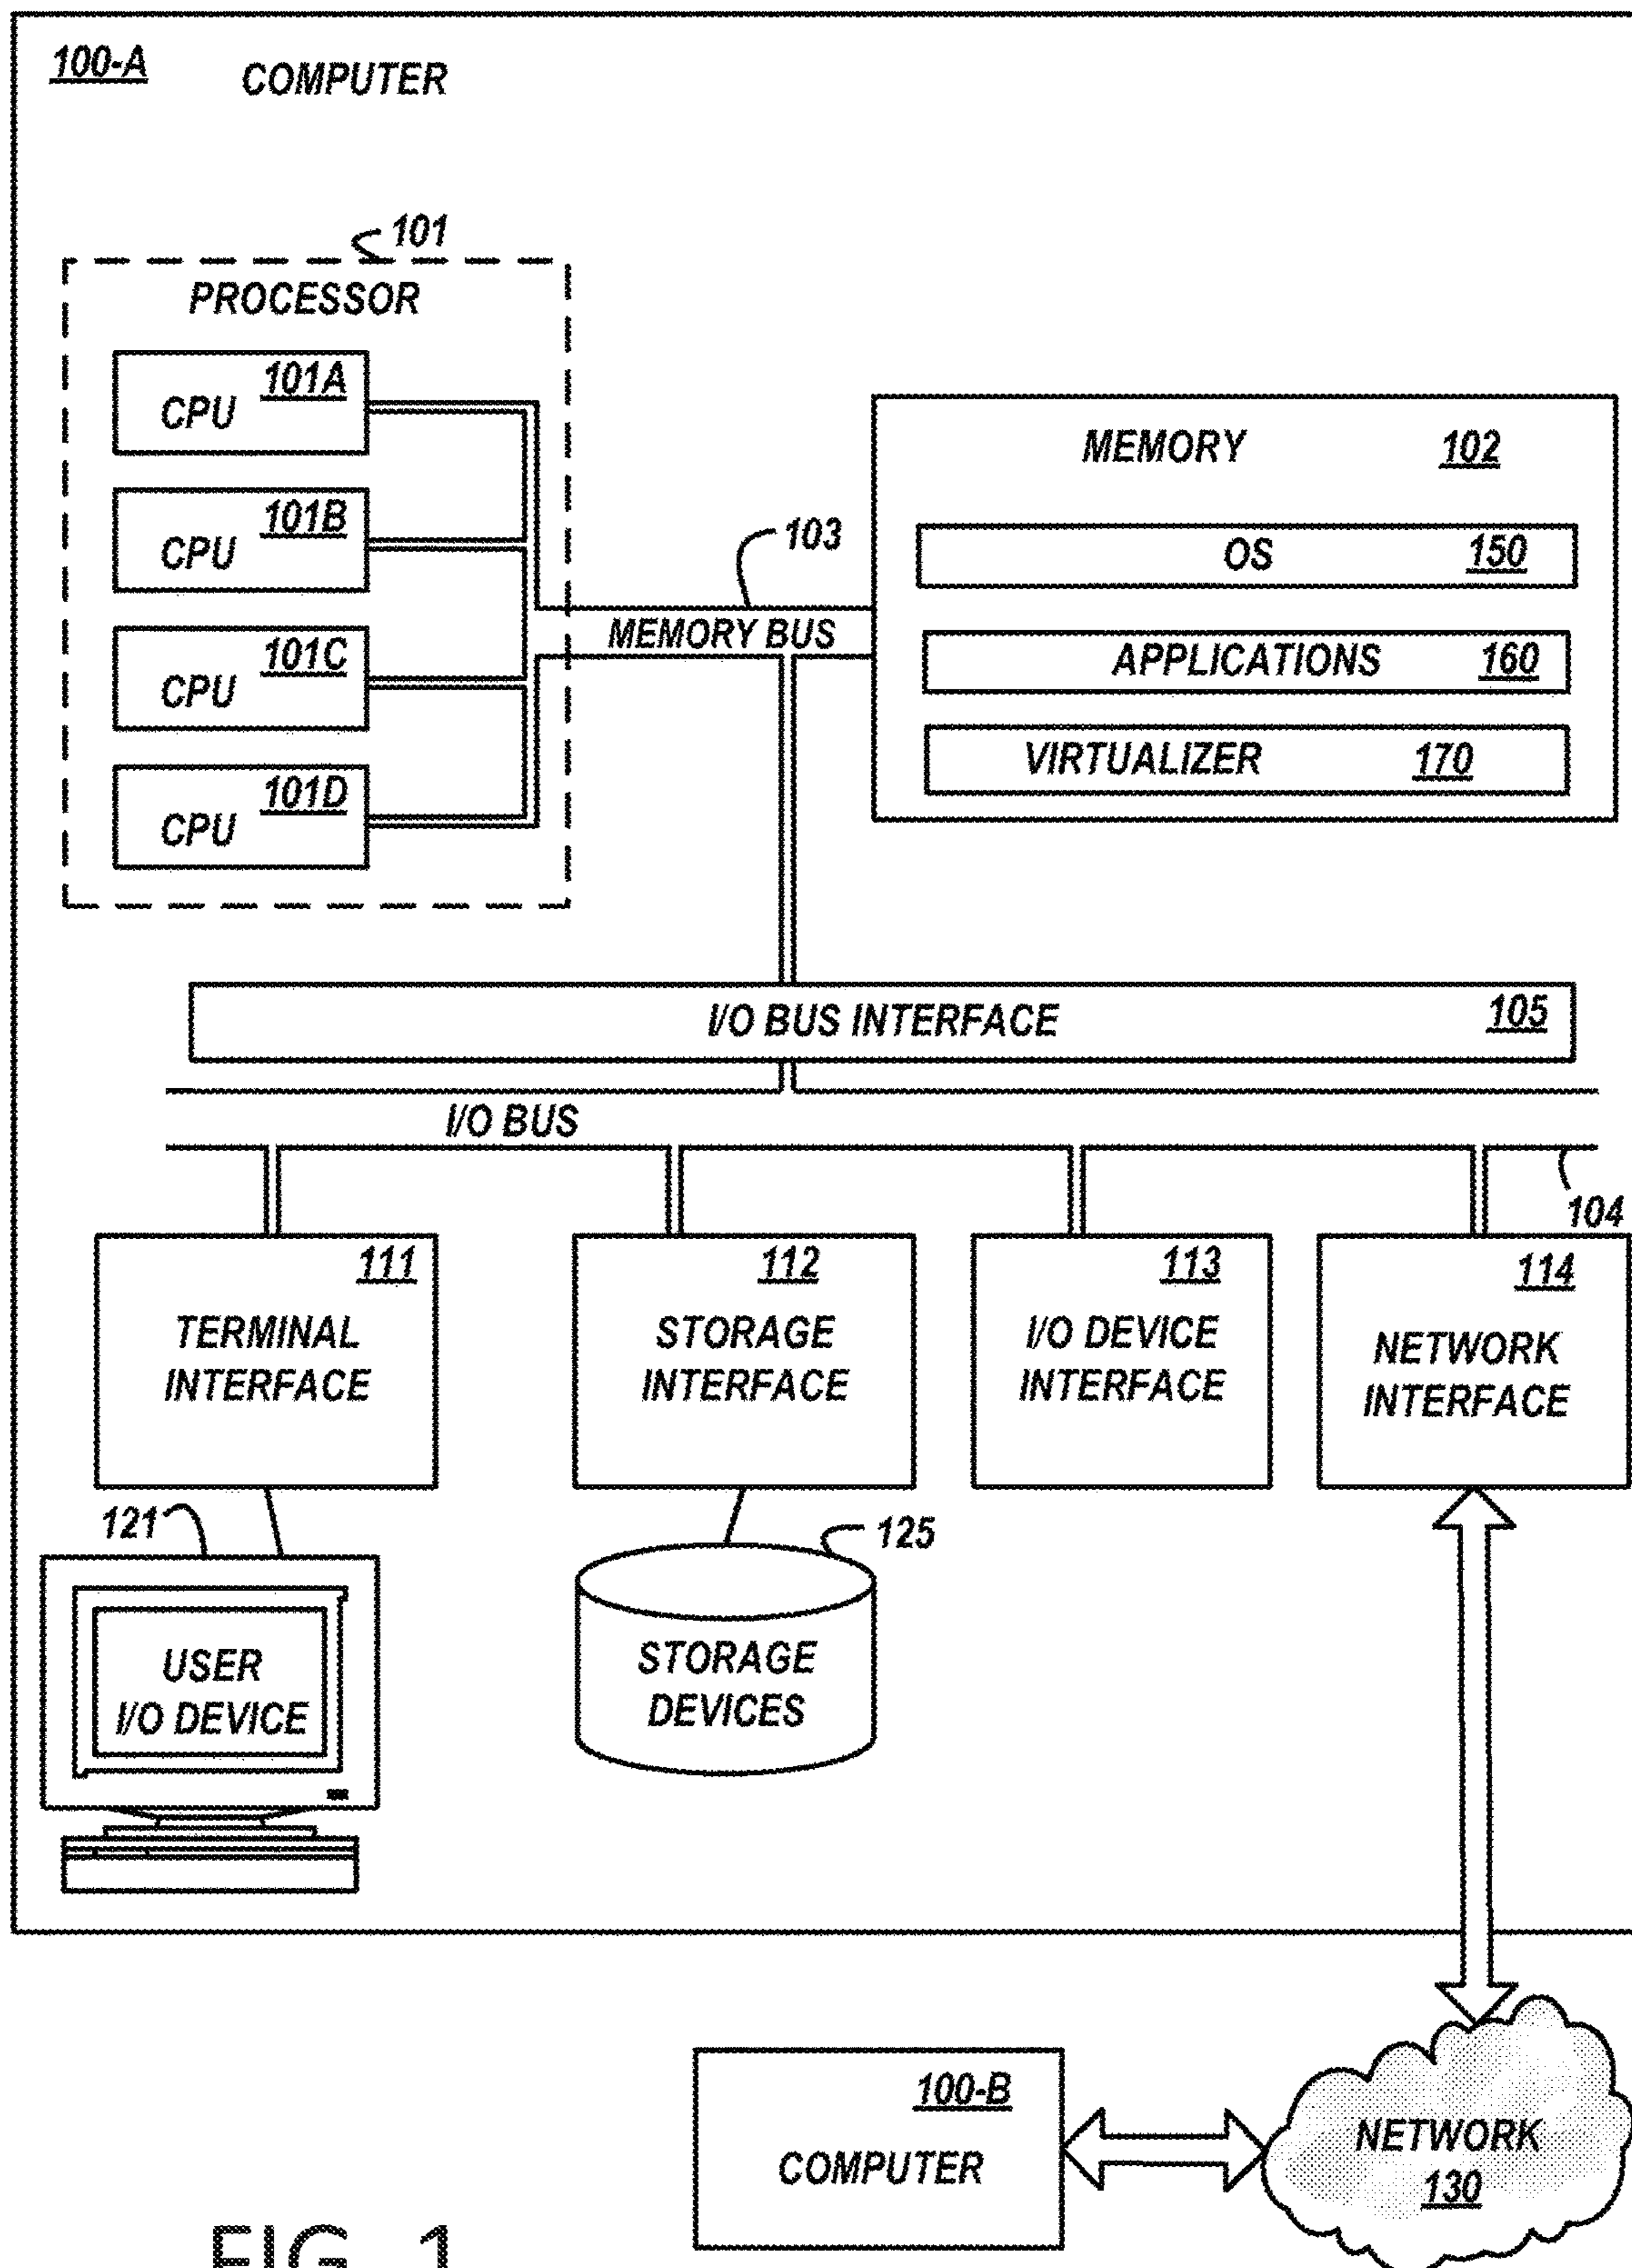 100-A
COMPUTER
101
PROCESSOR
101A
CPU
101B
CPU
101C
CPU
101D
CPU
103
MEMORY BUS
MEMORY 102
OS 150
APPLICATIONS 160
VIRTUALIZER 170
I/O BUS INTERFACE 105
I/O BUS
104
111
TERMINAL
INTERFACE
112
STORAGE
INTERFACE
113
I/O DEVICE
INTERFACE
114
NETWORK
INTERFACE
121
USER
I/O DEVICE
125
STORAGE
DEVICES
100-B
COMPUTER
NETWORK
130
FIG. 1